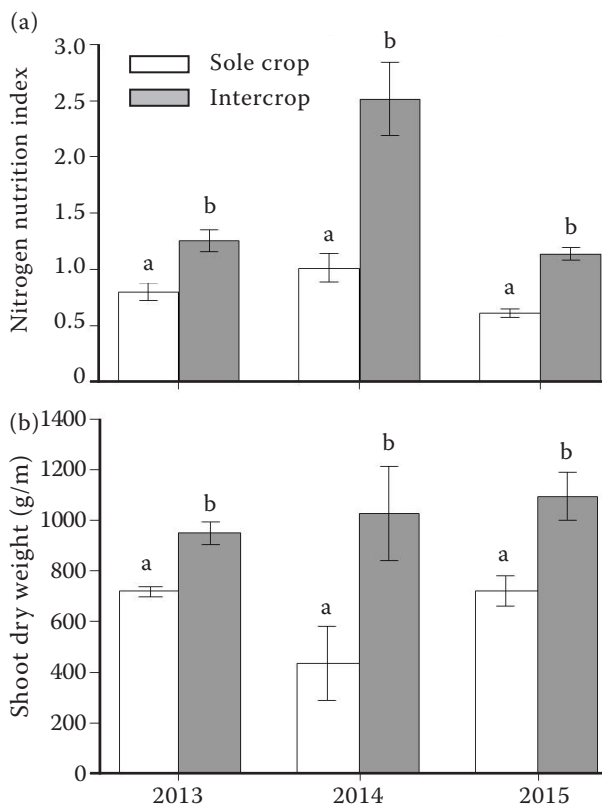 (a)
Nitrogen nutrition index
3.0
2.5
2.0
1.5
1.0
0.5
0
Sole crop
Intercrop
a
b
a
b
a
b
(b)
Shoot dry weight (g/m)
1400
1200
1000
800
600
400
200
0
a
b
a
b
a
b
2013
2014
2015